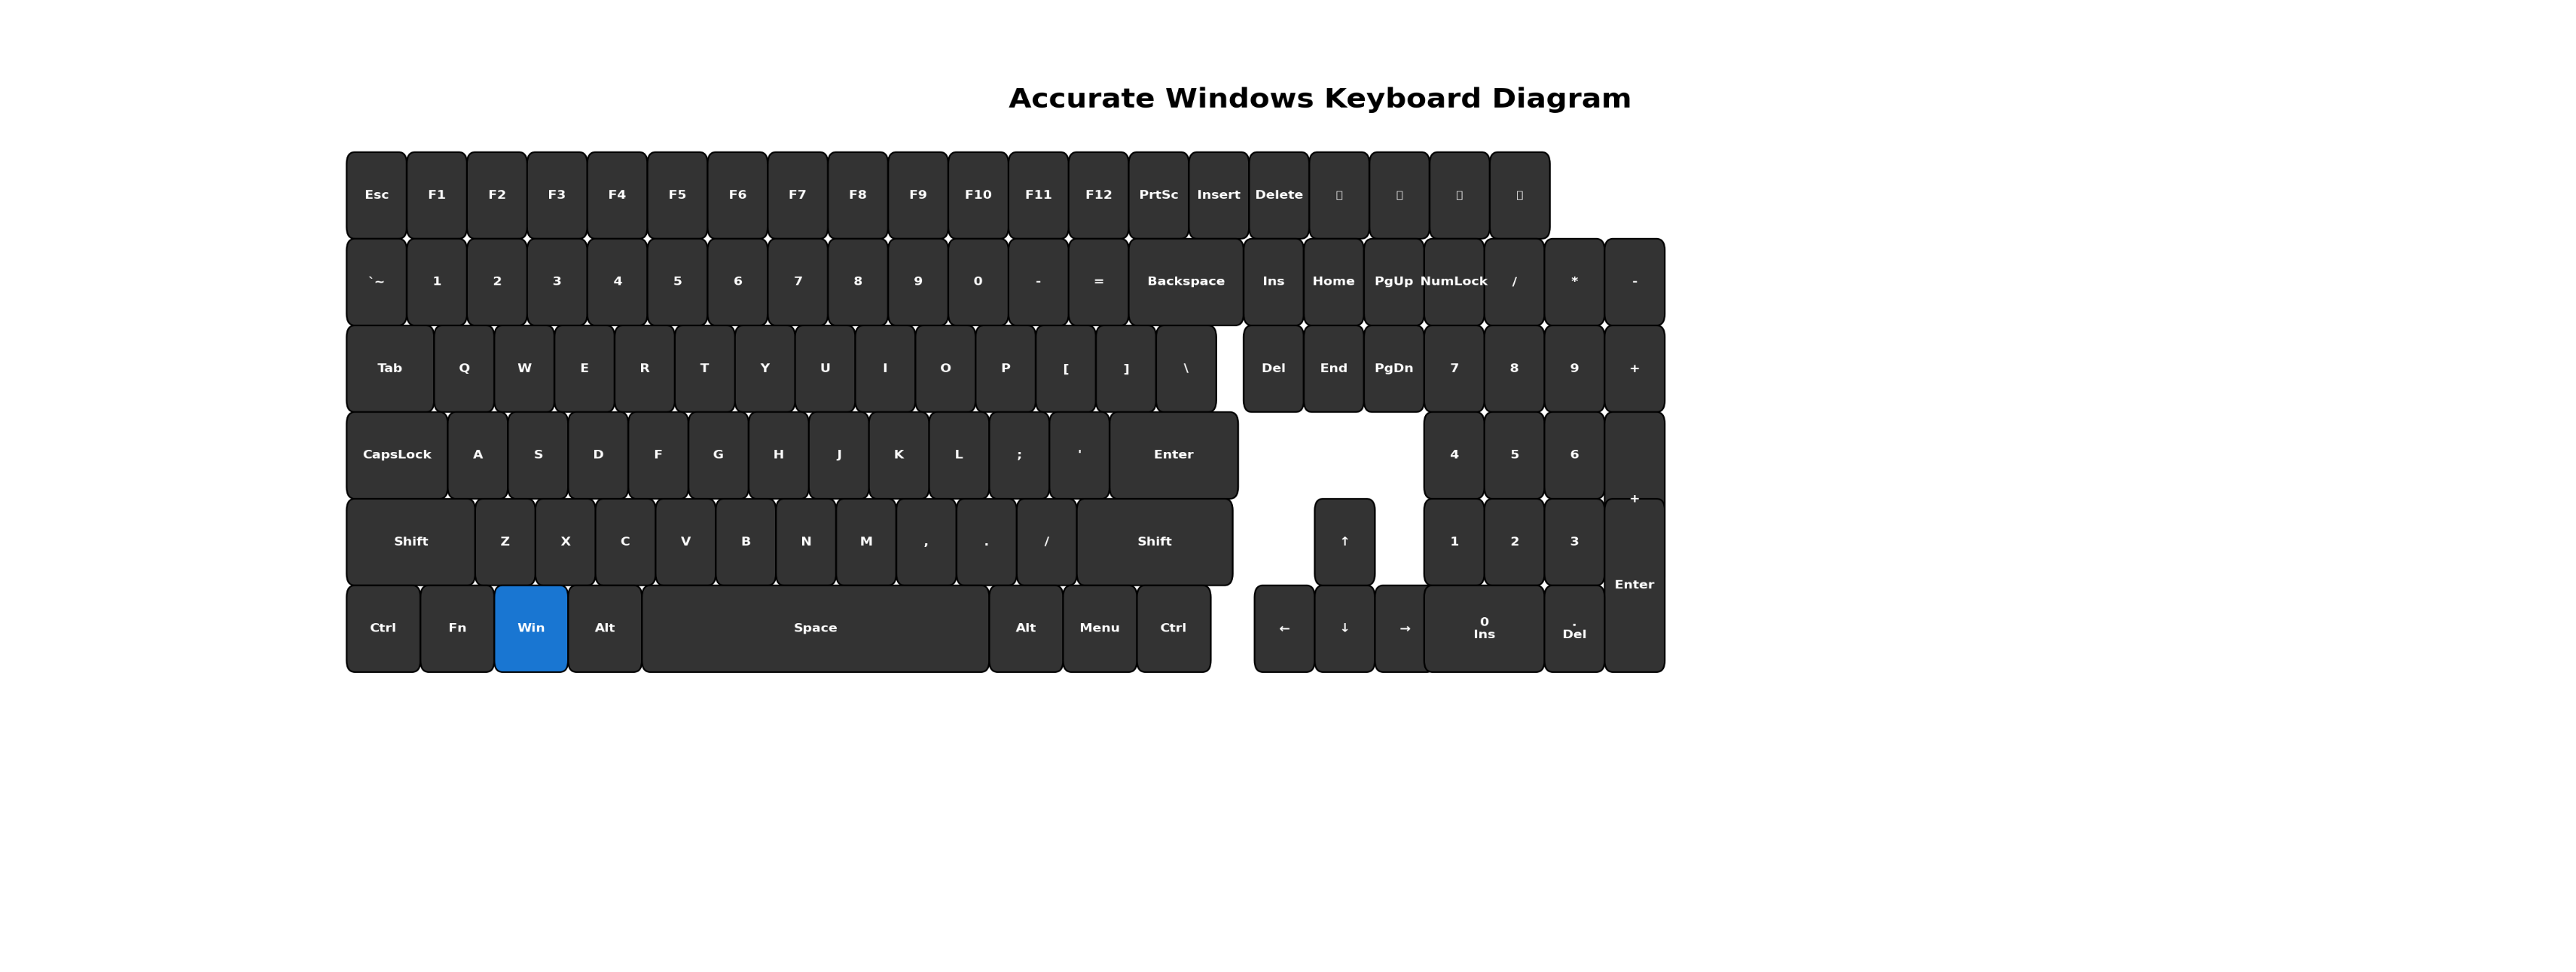 Accurate Windows Keyboard Diagram
Esc F1 F2 F3 F4 F5 F6 F7 F8 F9 F10 F11 F12 PrtSc Insert Delete
`~ 1 2 3 4 5 6 7 8 9 0 - = Backspace Ins Home PgUp NumLock / * -
Tab Q W E R T Y U I O P [ ] \ Del End PgDn 7 8 9 +
CapsLock A S D F G H J K L ; ' Enter 4 5 6 +
Shift Z X C V B N M , . / Shift ↑ 1 2 3 Enter
Ctrl Fn Win Alt Space Alt Menu Ctrl ← ↓ → 0 . 
Ins Del